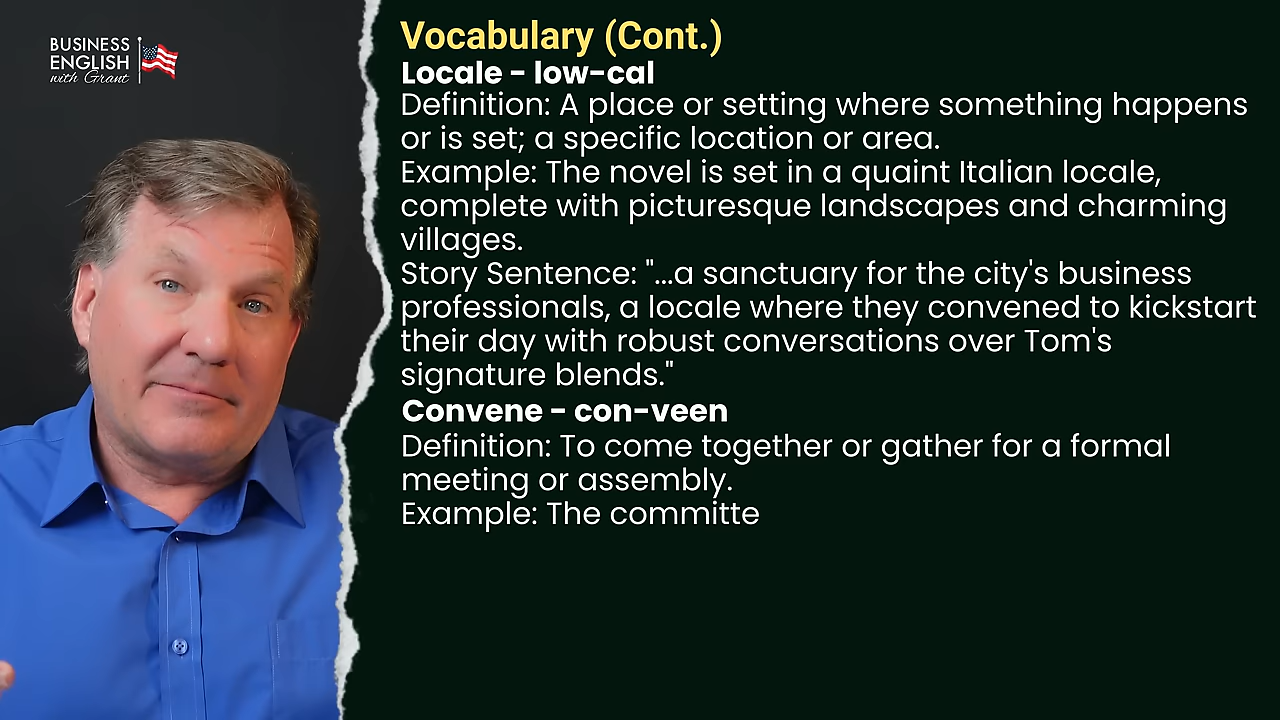 BUSINESS
ENGLISH
with Grant
Vocabulary (Cont.)
Locale - low-cal
Definition: A place or setting where something happens
or is set; a specific location or area.
Example: The novel is set in a quaint Italian locale,
complete with picturesque landscapes and charming
villages.
Story Sentence: "...a sanctuary for the city's business
professionals, a locale where they convened to kickstart
their day with robust conversations over Tom's
signature blends."
Convene - con-veen
Definition: To come together or gather for a formal
meeting or assembly.
Example: The committe